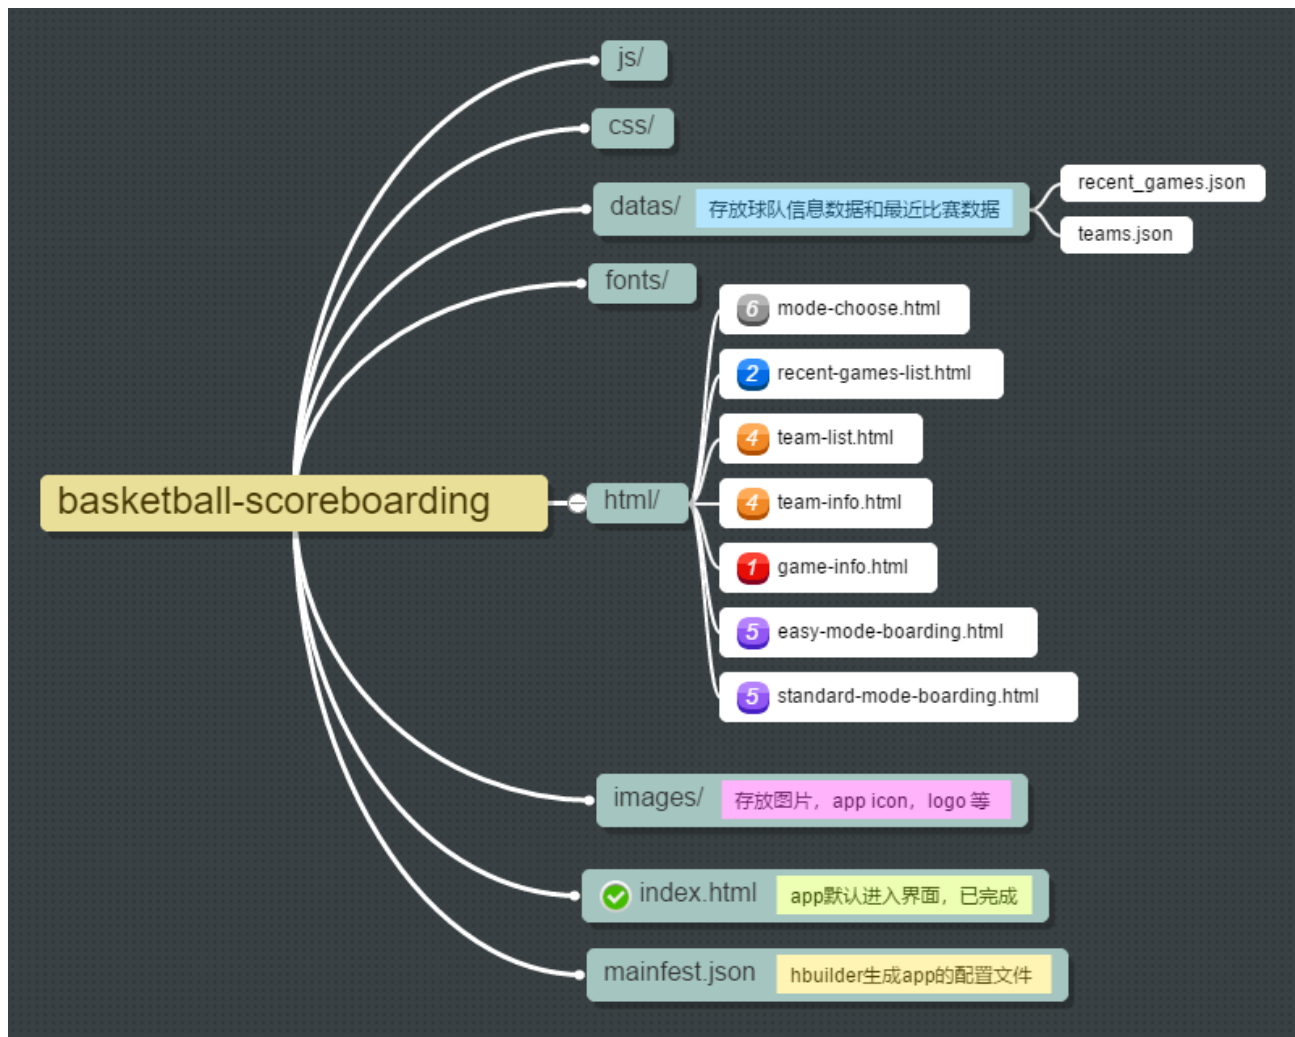 js/
css/
datas/ 存放球队信息数据和最近比赛数据
recent_games.json
teams.json
fonts/
basketball-scoreboarding
html/
6 mode-choose.html
2 recent-games-list.html
4 team-list.html
4 team-info.html
1 game-info.html
5 easy-mode-boarding.html
5 standard-mode-boarding.html
images/ 存放图片，app icon，logo 等
index.html app默认进入界面，已完成
mainfest.json hbuilder生成app的配置文件